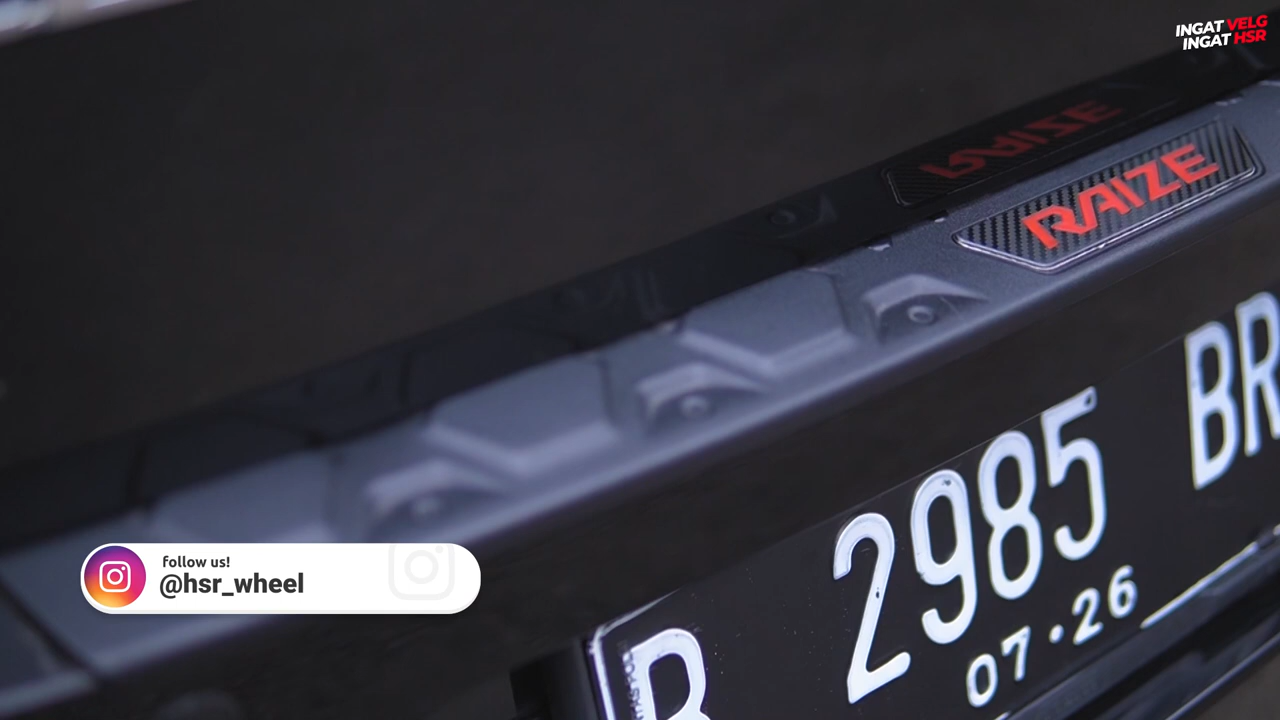 INGAT VELG
INGAT HSR
RAIZE
B 2985 BR
07·26
follow us!
@hsr_wheel